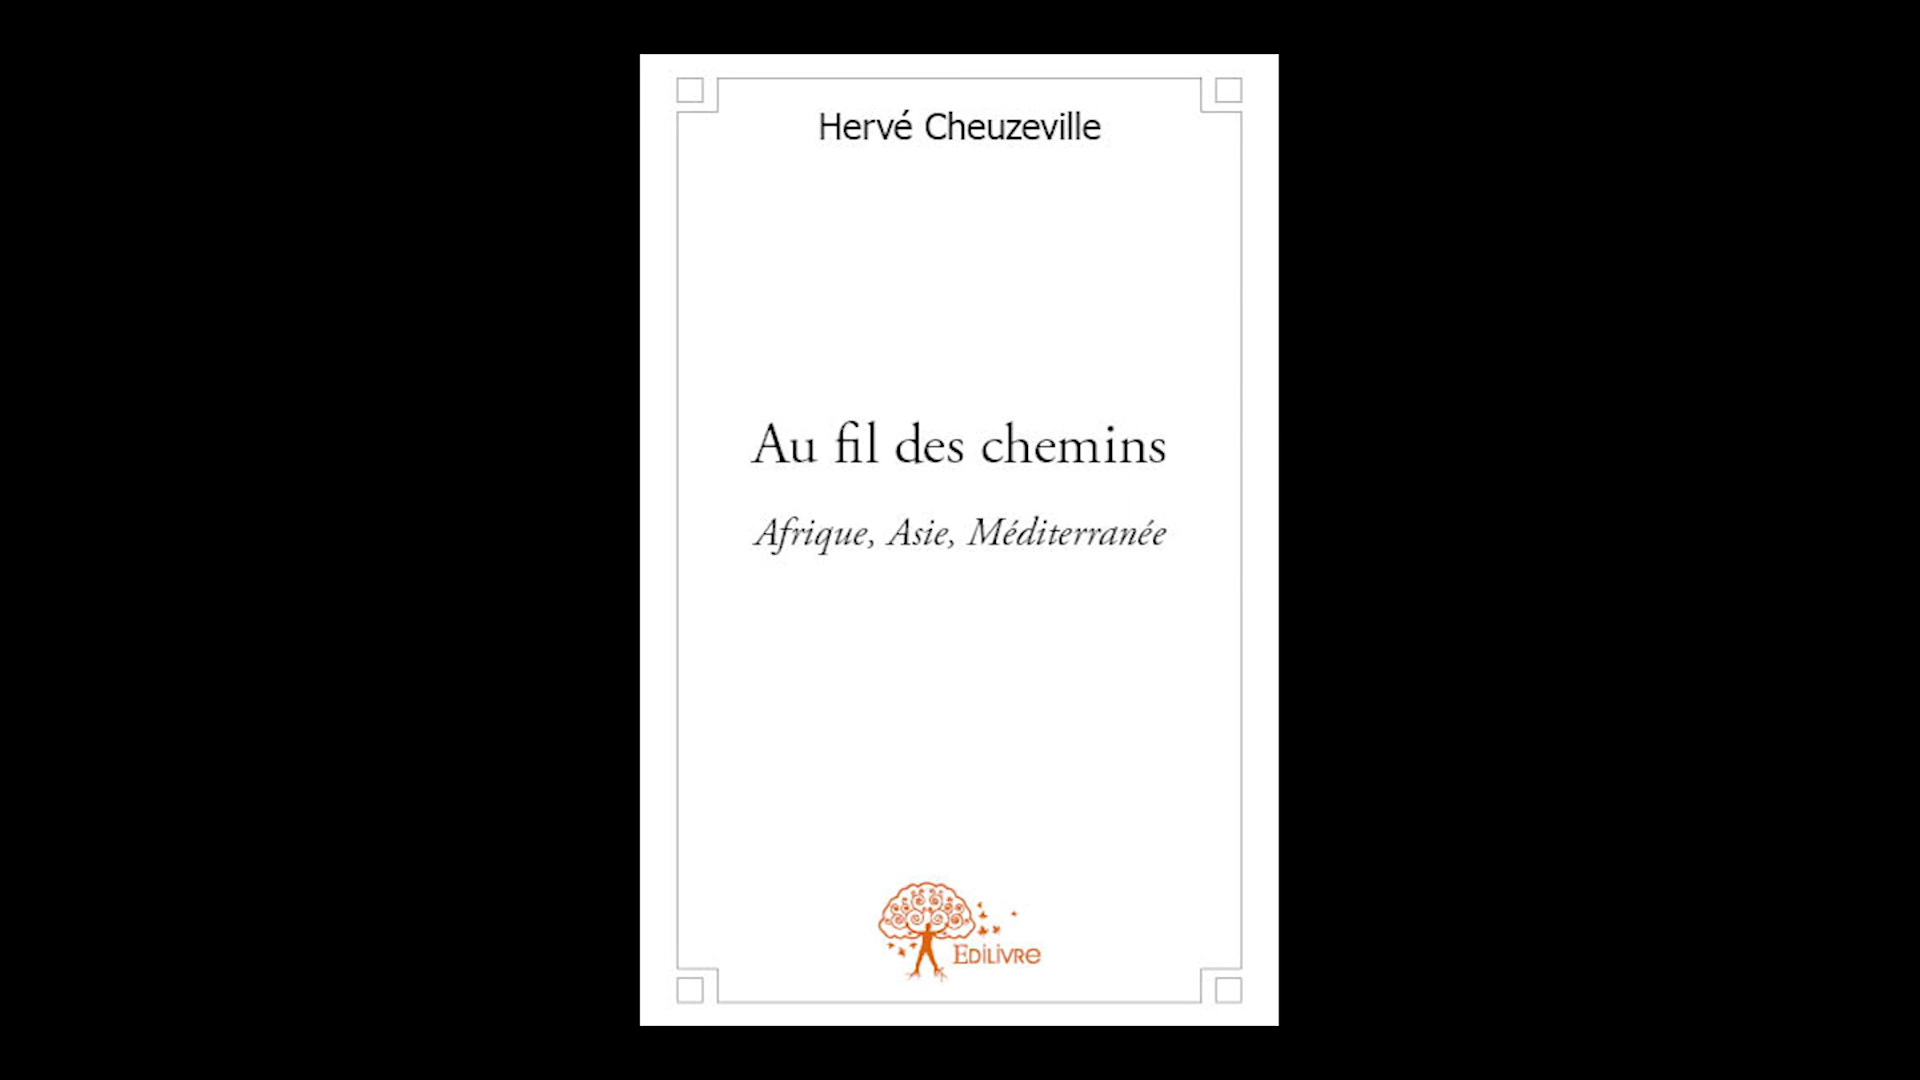 Hervé Cheuzeville
Au fil des chemins
Afrique, Asie, Méditerranée
EDiLivre